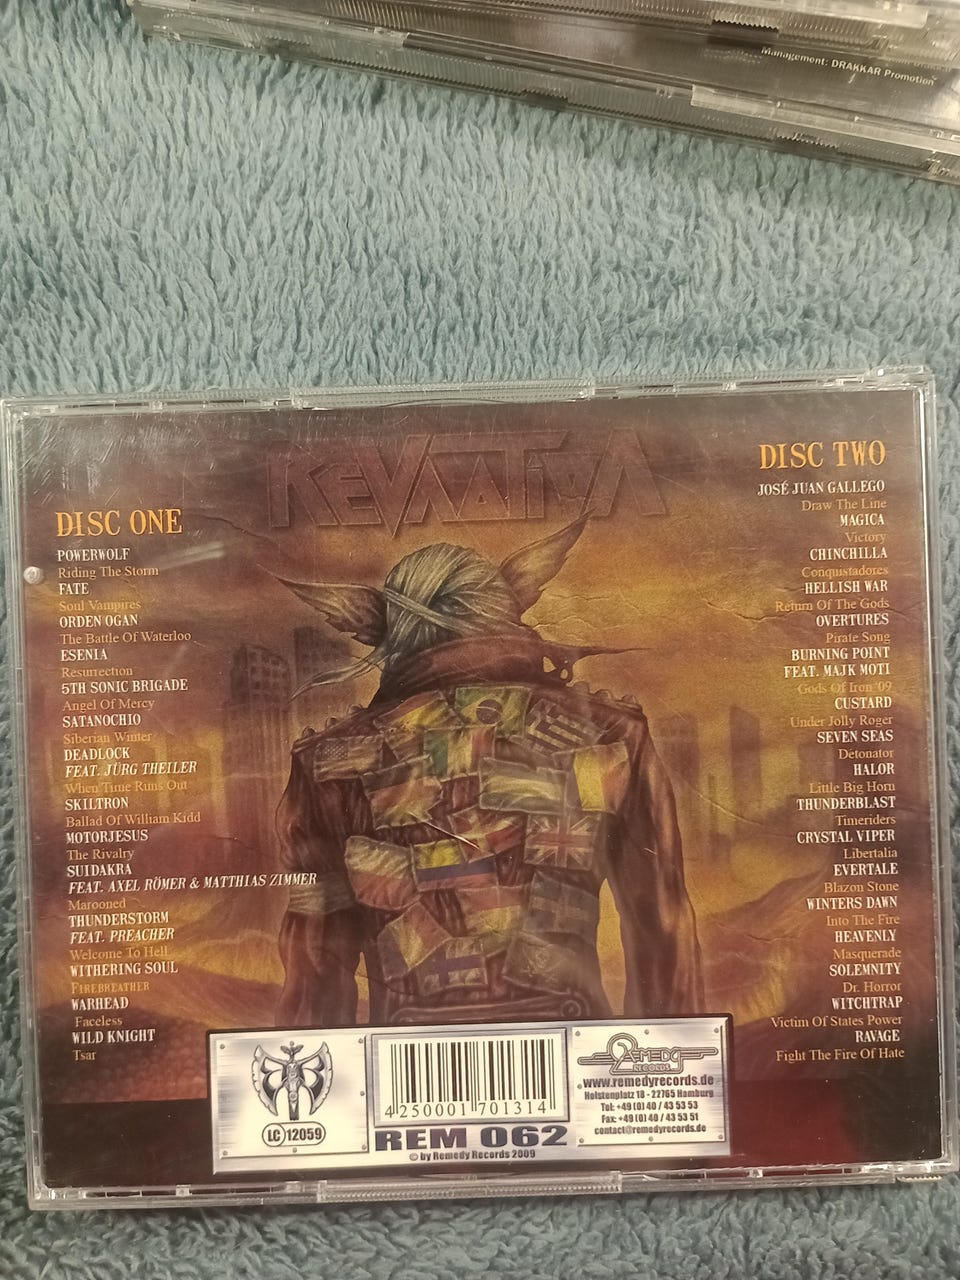 Management: DRAKKAR Promotion
DISC ONE
POWERWOLF
Riding The Storm
FATE
Soul Vampires
ORDEN OGAN
The Battle Of Waterloo
ESENIA
Resurrection
5TH SONIC BRIGADE
Angel Of Mercy
SATANOCHIO
Siberian Winter
DEADLOCK
FEAT. JÜRG THEILER
When Time Runs Out
SKILTRON
Ballad Of William Kidd
MOTORJESUS
The Rivalry
SUIDAKRA
FEAT. AXEL RÖMER & MATTHIAS ZIMMER
Marooned
THUNDERSTORM
FEAT. PREACHER
Welcome To Hell
WITHERING SOUL
FIREBREATHER
WARHEAD
Faceless
WILD KNIGHT
Tsar
DISC TWO
JOSÉ JUAN GALLEGO
Draw The Line
MAGICA
Victory
CHINCHILLA
Conquistadores
HELLISH WAR
Return Of The Gods
OVERTURES
Pirate Song
BURNING POINT
FEAT. MAJK MOTI
Gods Of Iron '09
CUSTARD
Under Jolly Roger
SEVEN SEAS
Detonator
HALOR
Little Big Horn
THUNDERBLAST
Timeriders
CRYSTAL VIPER
Libertalia
EVERTALE
Blazon Stone
WINTERS DAWN
Into The Fire
HEAVENLY
Masquerade
SOLEMNITY
Dr. Horror
WITCHTRAP
Victim Of States Power
RAVAGE
Fight The Fire Of Hate
LC 12059
4 250001 701314
REM 062
© by Remedy Records 2009
REMEDY
RECORDS
www.remedyrecords.de
Holstenplatz 18 - 22765 Hamburg
Tel: +49 (0) 40 / 43 53 53
Fax: +49 (0) 40 / 43 53 51
contact@remedyrecords.de